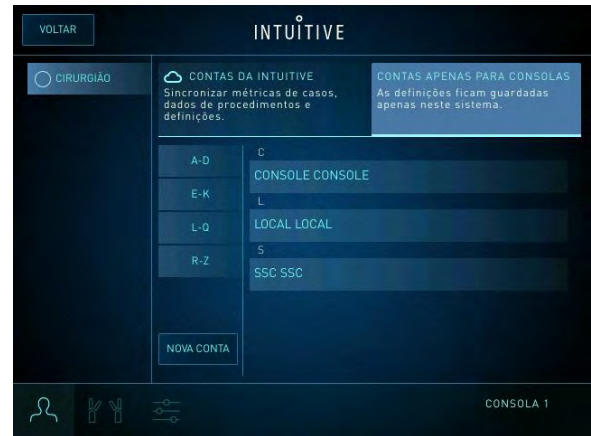 VOLTAR
INTUITIVE
CIRURGIÃO
CONTAS DA INTUITIVE
Sincronizar métricas de casos,
dados de procedimentos e
definições.
CONTAS APENAS PARA CONSOLAS
As definições ficam guardadas
apenas neste sistema.
A-D
E-K
L-Q
R-Z
C
CONSOLE CONSOLE
L
LOCAL LOCAL
S
SSC SSC
NOVA CONTA
CONSOLA 1